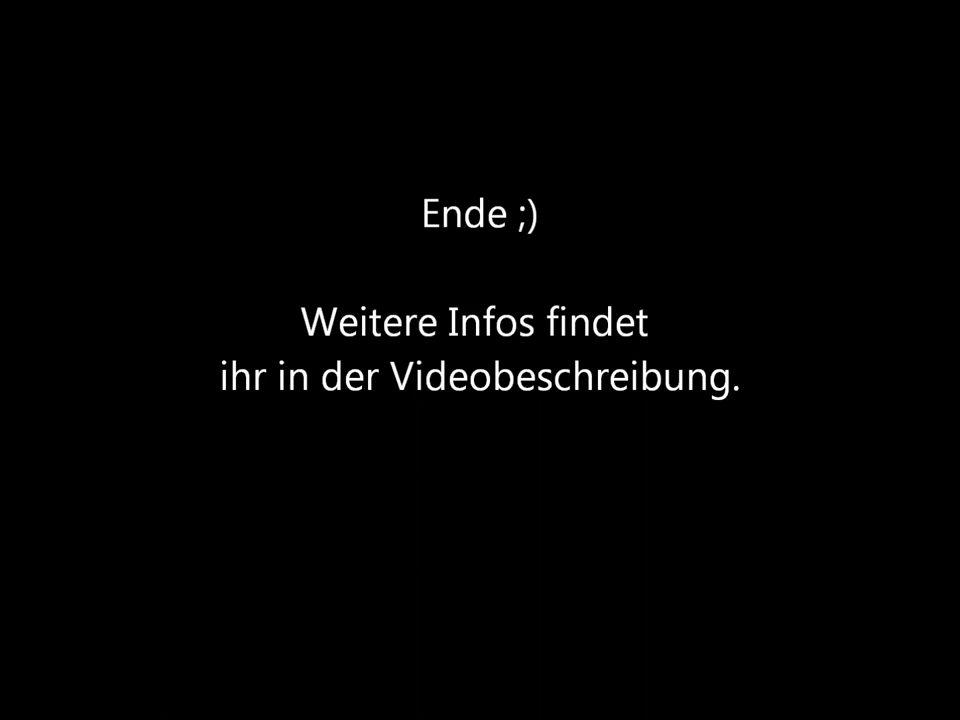 Ende ;)
Weitere Infos findet
ihr in der Videobeschreibung.